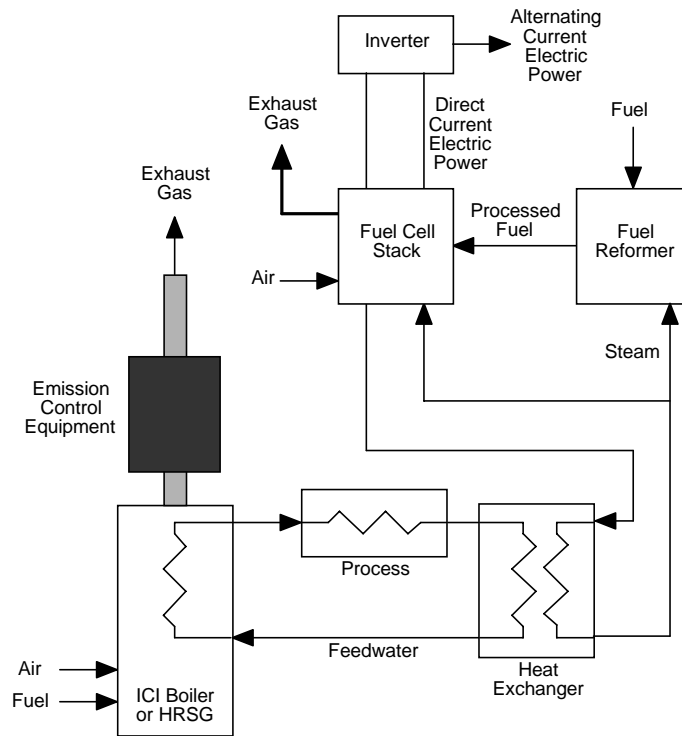 Inverter
Alternating
Current
Electric
Power
Exhaust
Gas
Direct
Current
Electric
Power
Fuel
Exhaust
Gas
Fuel Cell
Stack
Processed
Fuel
Fuel
Reformer
Air
Steam
Emission
Control
Equipment
Process
Feedwater
Heat
Exchanger
Air
Fuel
ICI Boiler
or HRSG